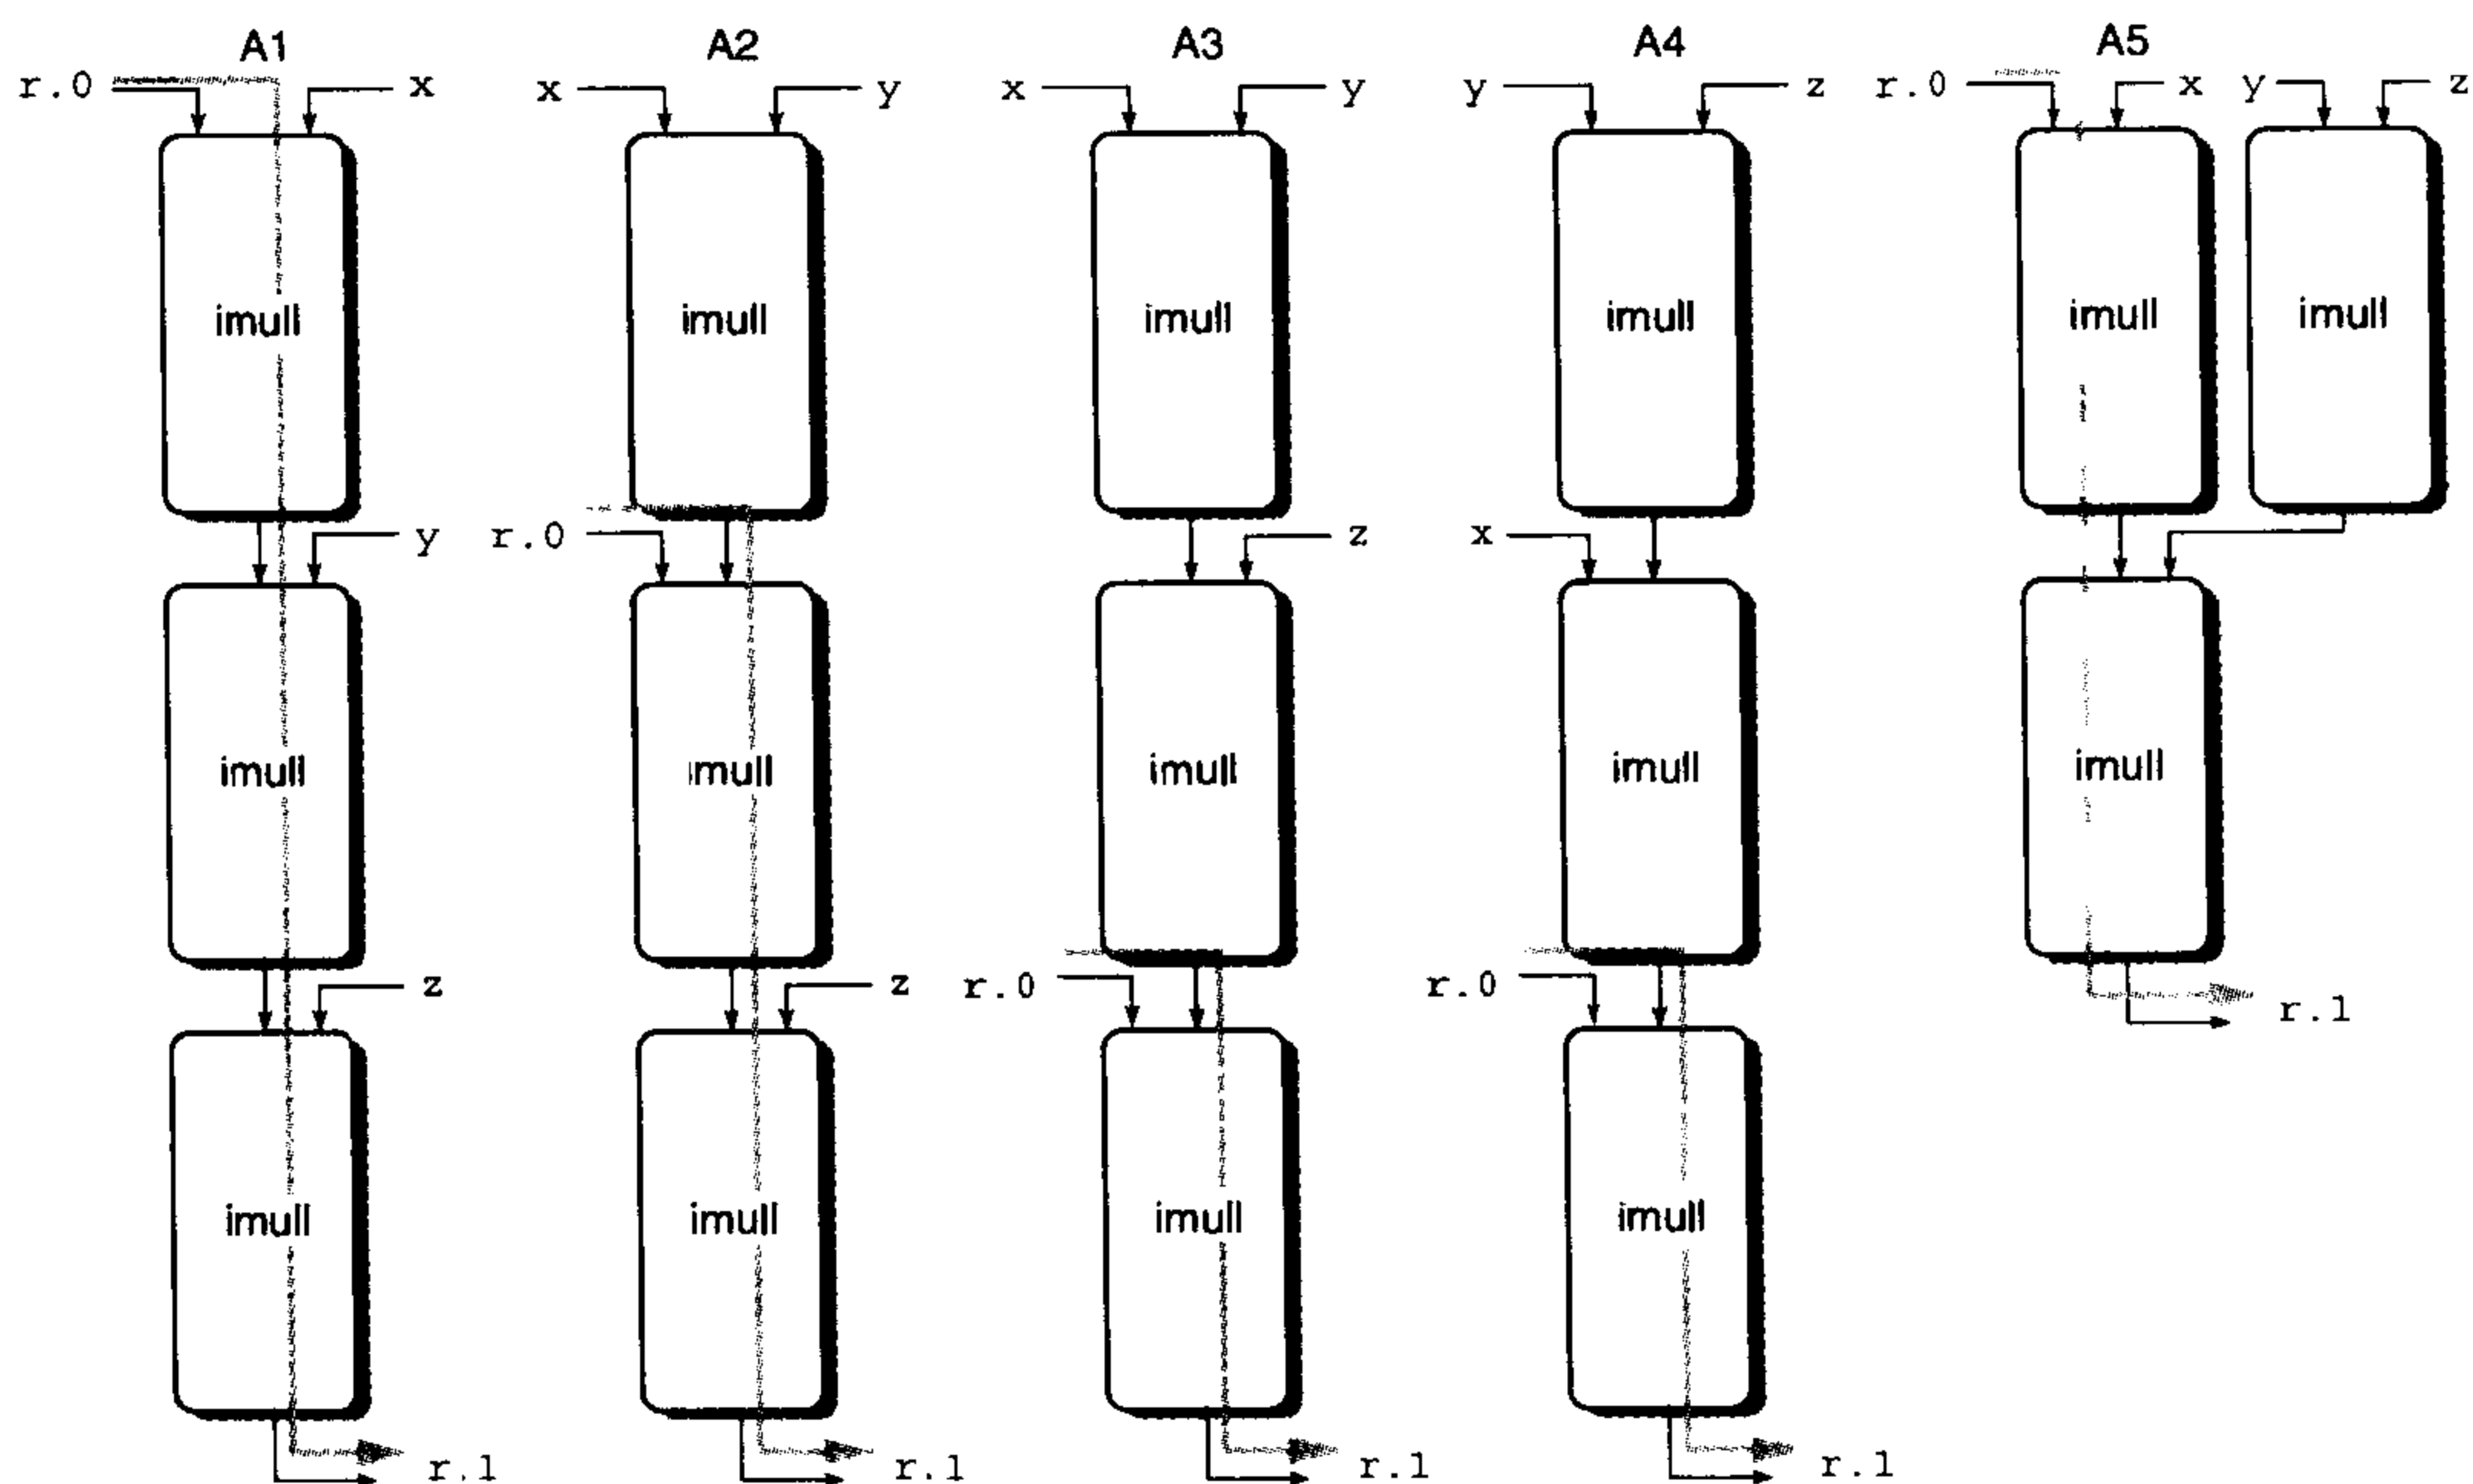 A1 A2 A3 A4 A5
r.0 x x y x y y z r.0 x y z
imull imull imull imull imull imull
y r.0 z x
imull imull imull imull imull
z z r.0 r.0 r.1
imull imull imull imull
r.1 r.1 r.1 r.1